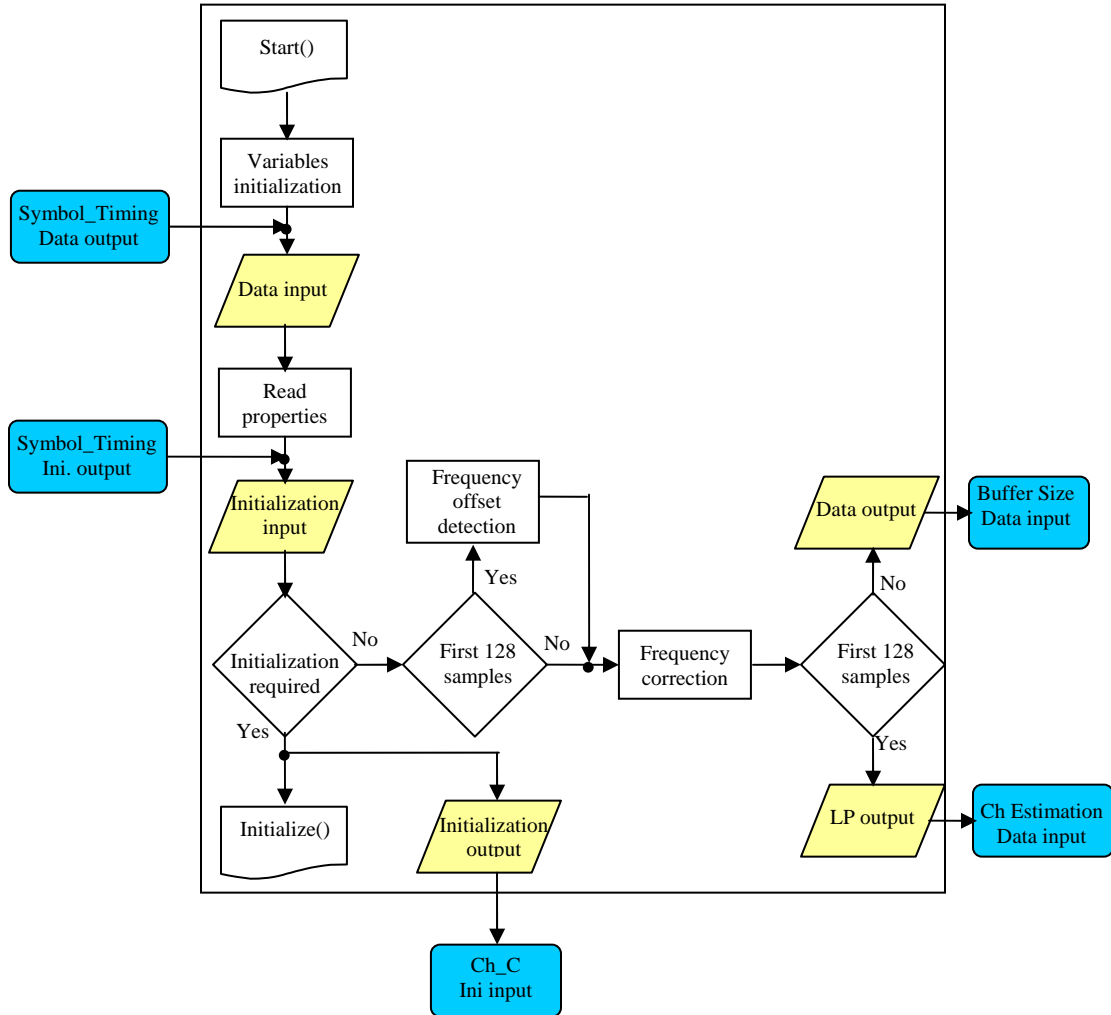 Start()
Variables
initialization
Symbol_Timing
Data output
Data input
Read
properties
Symbol_Timing
Ini. output
Initialization
input
Frequency
offset
detection
Data output
Buffer Size
Data input
Yes
No
Initialization
required
No
First 128
samples
No
Frequency
correction
First 128
samples
Yes
Yes
Initialize()
Initialization
output
LP output
Ch Estimation
Data input
Ch_C
Ini input